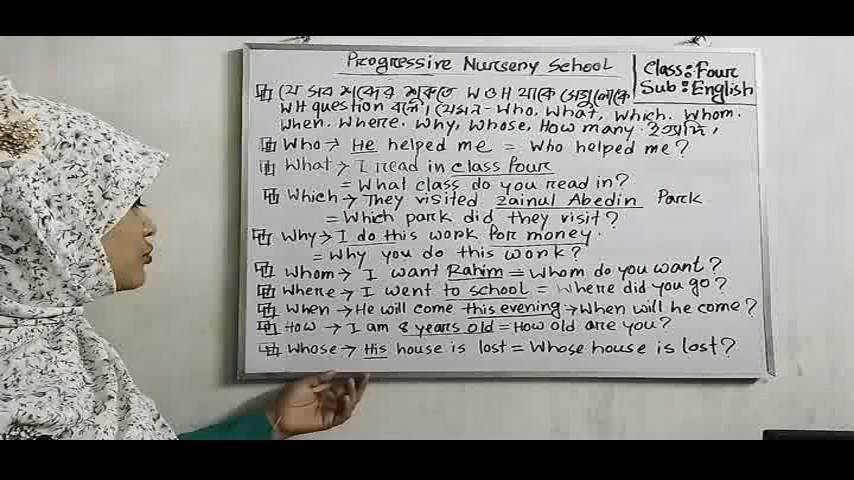 Progressive Nurseny School
Class: Four
Sub: English
যে সব শব্দের শুরুতে W O H থাকে সেগুলোকে
WH question বলে। যেমন - Who, What, Which. Whom.
When. Where. Why, Whose, How many. ইত্যাদি,
Who → He helped me = Who helped me?
What → I read in class four
= What class do you read in?
Which → They visited Zainul Abedin Parck
= Which park did they visit?
Why → I do this work for money.
= Why you do this work?
Whom → I want Rahim = Whom do you want?
Where → I went to school = Where did you go?
When → He will come this evening → When will he come?
How → I am 8 years old = How old are you?
Whose → His house is lost = Whose house is lost?